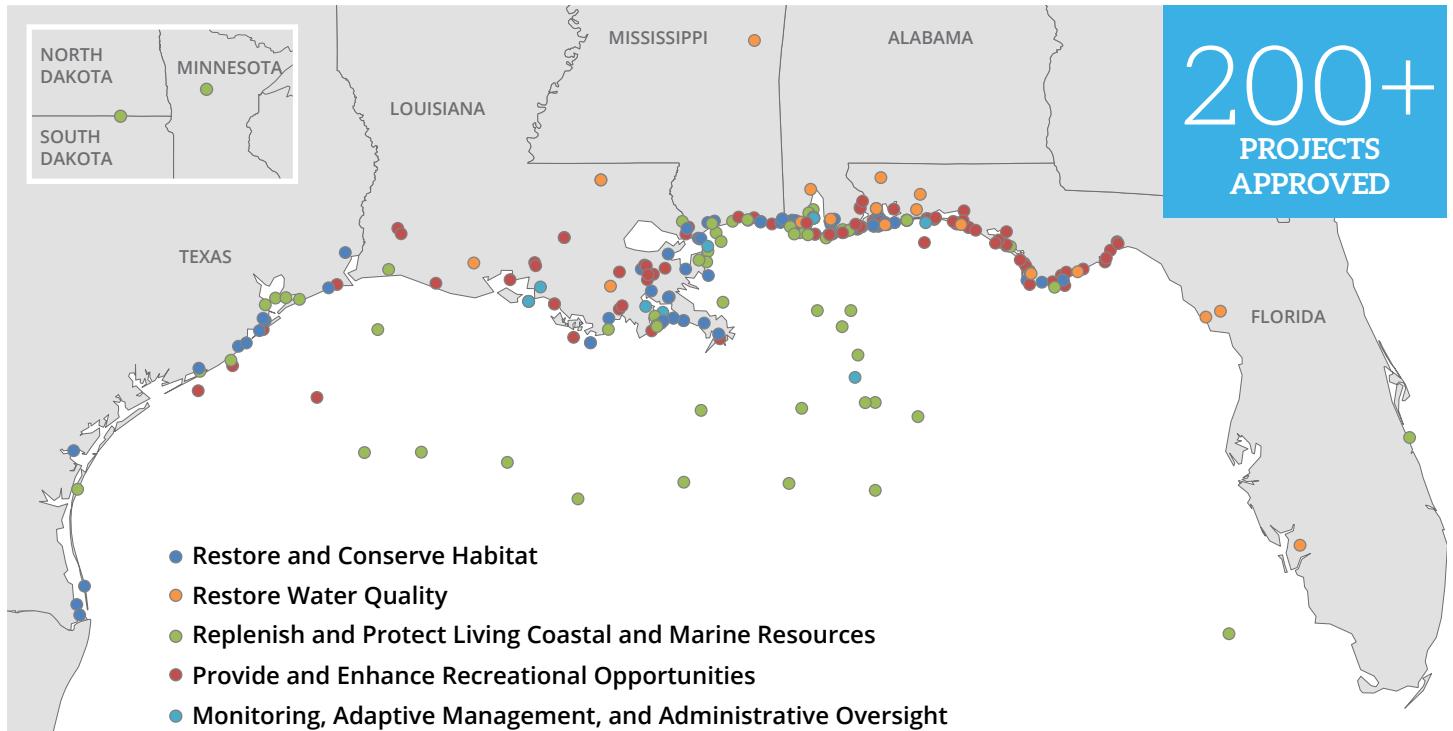 NORTH
DAKOTA
MINNESOTA
SOUTH
DAKOTA
MISSISSIPPI
ALABAMA
LOUISIANA
TEXAS
FLORIDA
200+
PROJECTS
APPROVED
Restore and Conserve Habitat
Restore Water Quality
Replenish and Protect Living Coastal and Marine Resources
Provide and Enhance Recreational Opportunities
Monitoring, Adaptive Management, and Administrative Oversight